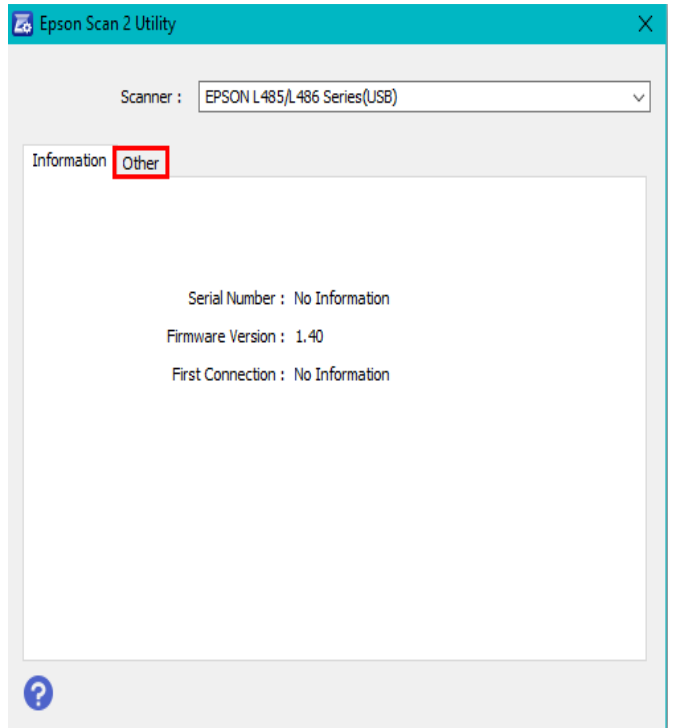 Epson Scan 2 Utility
Scanner : EPSON L485/L486 Series(USB)
Information Other
Serial Number : No Information
Firmware Version : 1.40
First Connection : No Information
?